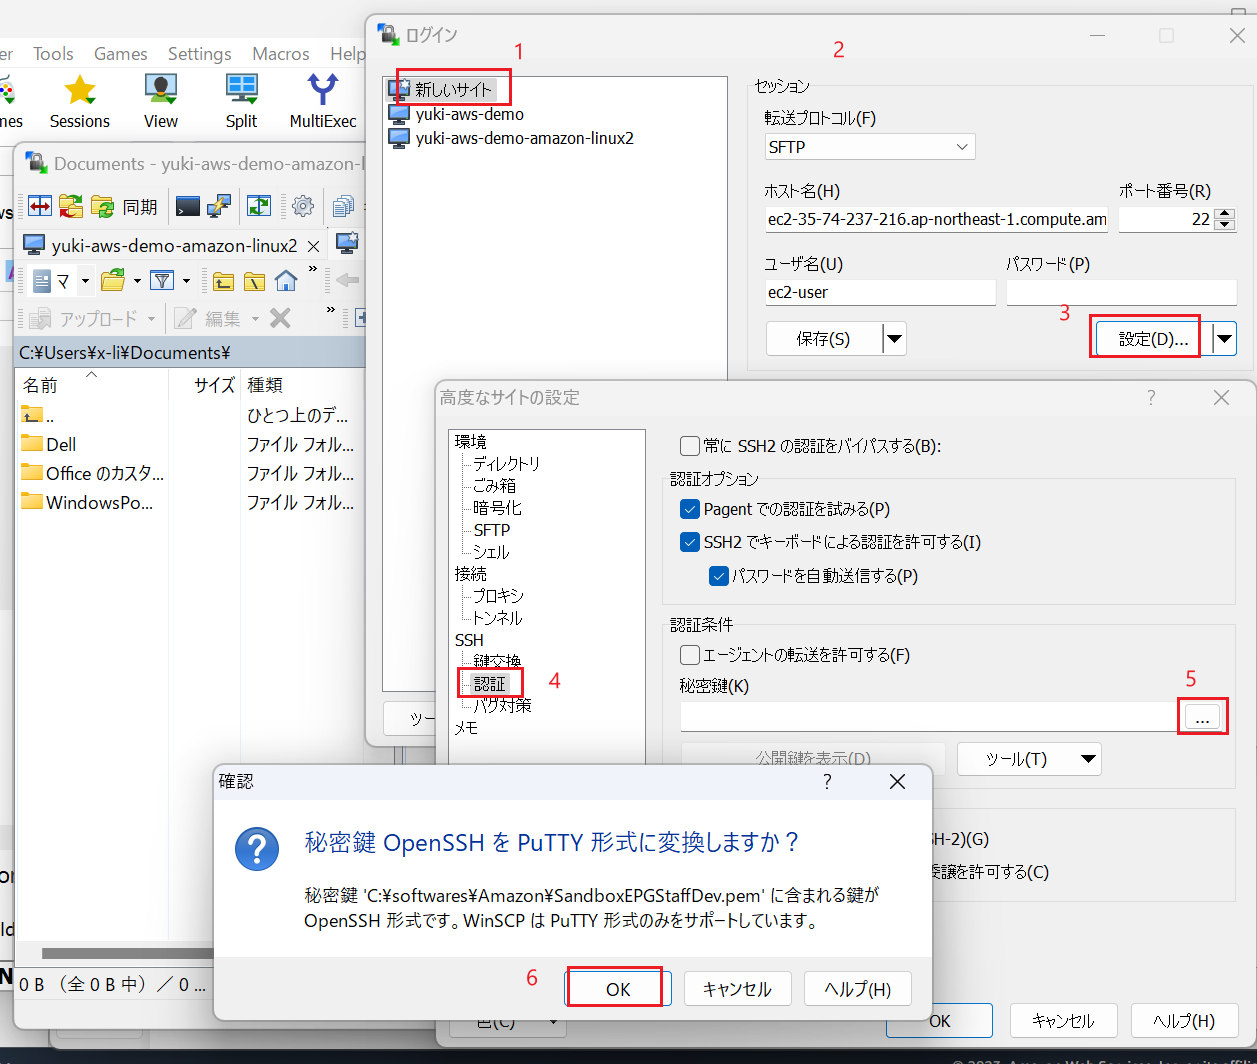 er Tools Games Settings Macros Help
mes Sessions View Split MultiExec
Documents - yuki-aws-demo-amazon-l
同期
yuki-aws-demo-amazon-linux2
マ
アップロード 編集
C:¥Users¥x-li¥Documents¥
名前 サイズ 種類
.. ひとつ上のデ...
Dell ファイル フォル...
Office のカスタ... ファイル フォル...
WindowsPo... ファイル フォル...
0 B （全 0 B 中）／ 0 ...
ログイン
1
2
新しいサイト
yuki-aws-demo
yuki-aws-demo-amazon-linux2
ツー
セッション
転送プロトコル(F)
SFTP
ホスト名(H) ポート番号(R)
ec2-35-74-237-216.ap-northeast-1.compute.am 22
ユーザ名(U) パスワード(P)
ec2-user
3
保存(S) 設定(D)...
高度なサイトの設定 ?
環境
ディレクトリ
ごみ箱
暗号化
SFTP
シェル
接続
プロキシ
トンネル
SSH
鍵交換
認証
4
バグ対策
メモ
常に SSH2 の認証をバイパスする(B):
認証オプション
Pagent での認証を試みる(P)
SSH2 でキーボードによる認証を許可する(I)
パスワードを自動送信する(P)
認証条件
エージェントの転送を許可する(F)
秘密鍵(K)
5
...
公開鍵を表示(D) ツール(T)
SH-2)(G)
委譲を許可する(C)
色(C) OK キャンセル ヘルプ(H)
確認 ?
秘密鍵 OpenSSH を PuTTY 形式に変換しますか？
秘密鍵 'C:¥softwares¥Amazon¥SandboxEPGStaffDev.pem' に含まれる鍵が
OpenSSH 形式です。WinSCP は PuTTY 形式のみをサポートしています。
6
OK キャンセル ヘルプ(H)